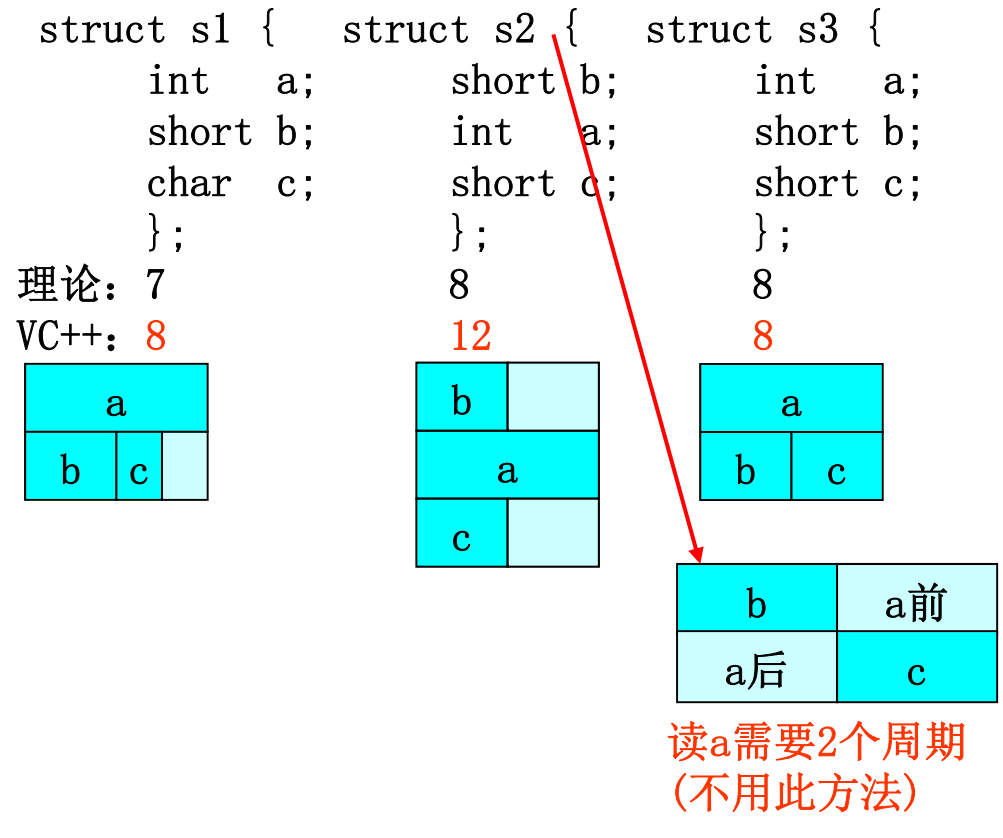 struct s1 {   struct s2 {   struct s3 {
int   a;   short b;   int   a;
short b;   int   a;   short b;
char  c;   short c;   short c;
};   };   };
理论：7   8   8
VC++：8   12   8
a   b   a
b c   a   b c
c
b   a前
a后   c
读a需要2个周期
(不用此方法)